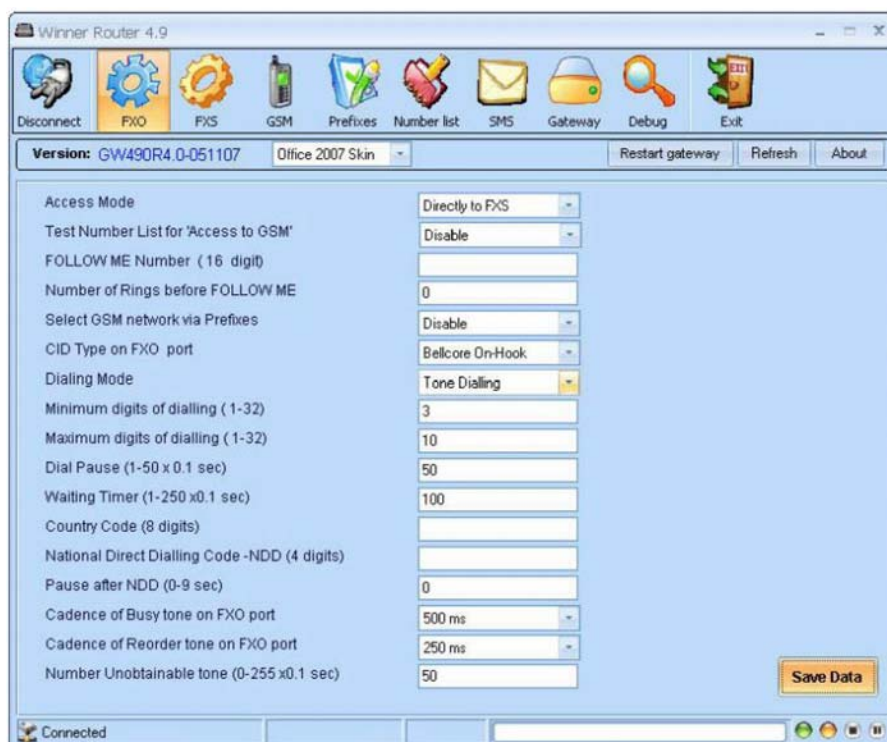 Winner Router 4.9
Disconnect FXO FXS GSM Prefixes Number list SMS Gateway Debug Exit
EXIT
Version: GW490R4.0-051107 Office 2007 Skin Restart gateway Refresh About
Access Mode Directly to FXS
Test Number List for 'Access to GSM' Disable
FOLLOW ME Number ( 16 digit)
Number of Rings before FOLLOW ME 0
Select GSM network via Prefixes Disable
CID Type on FXO port Bellcore On-Hook
Dialing Mode Tone Dialling
Minimum digits of dialling ( 1-32) 3
Maximum digits of dialling ( 1-32) 10
Dial Pause (1-50 x 0.1 sec) 50
Waiting Timer (1-250 x0.1 sec) 100
Country Code (8 digits)
National Direct Dialling Code -NDD (4 digits)
Pause after NDD (0-9 sec) 0
Cadence of Busy tone on FXO port 500 ms
Cadence of Reorder tone on FXO port 250 ms
Number Unobtainable tone (0-255 x0.1 sec) 50
Save Data
Connected